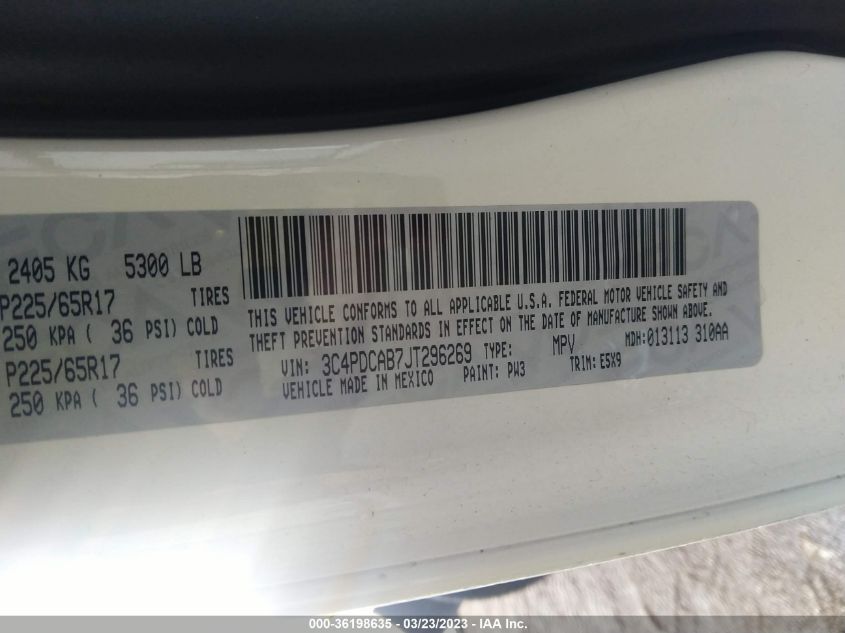 2405 KG 5300 LB
P225/65R17 TIRES
250 KPA ( 36 PSI) COLD
P225/65R17 TIRES
250 KPA ( 36 PSI) COLD
THIS VEHICLE CONFORMS TO ALL APPLICABLE U.S.A. FEDERAL MOTOR VEHICLE SAFETY AND
THEFT PREVENTION STANDARDS IN EFFECT ON THE DATE OF MANUFACTURE SHOWN ABOVE.
VIN: 3C4PDCAB7JT296269 TYPE: MPV MDH:013113 310AA
VEHICLE MADE IN MEXICO PAINT: PW3 TRIM: E5X9
000-36198635 - 03/23/2023 - IAA Inc.